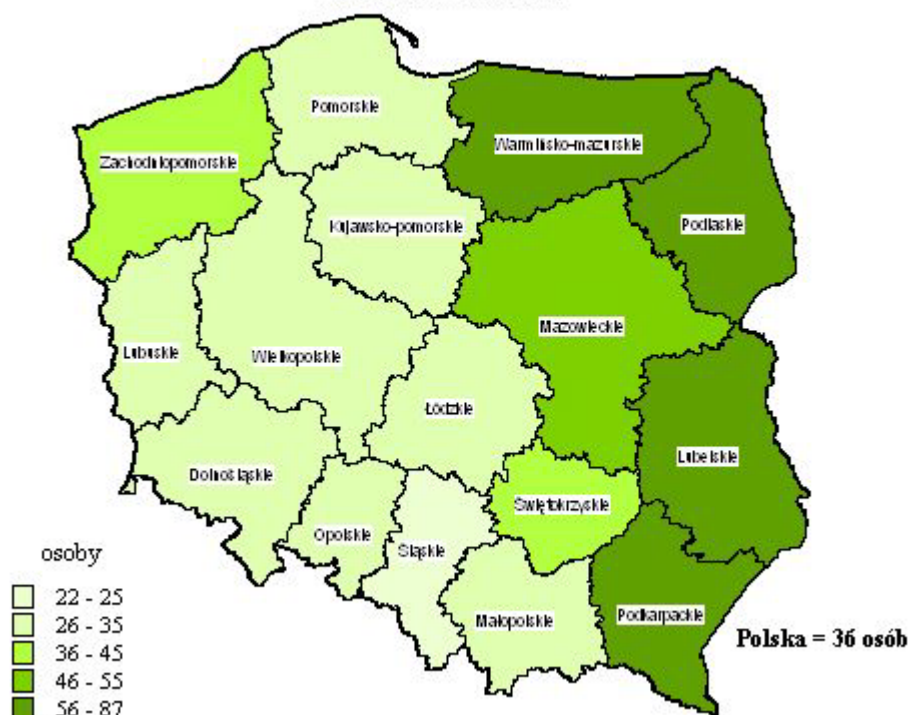 Pomorskie
Warmińsko-mazurskie
Zachodniopomorskie
Podlaskie
Kujawsko-pomorskie
Mazowieckie
Lubuskie
Wielkopolskie
Łódzkie
Lubelskie
Dolnośląskie
Świętokrzyskie
Opolskie
Śląskie
Małopolskie
Podkarpackie
Polska = 36 osób
osoby
22 - 25
26 - 35
36 - 45
46 - 55
56 - 87